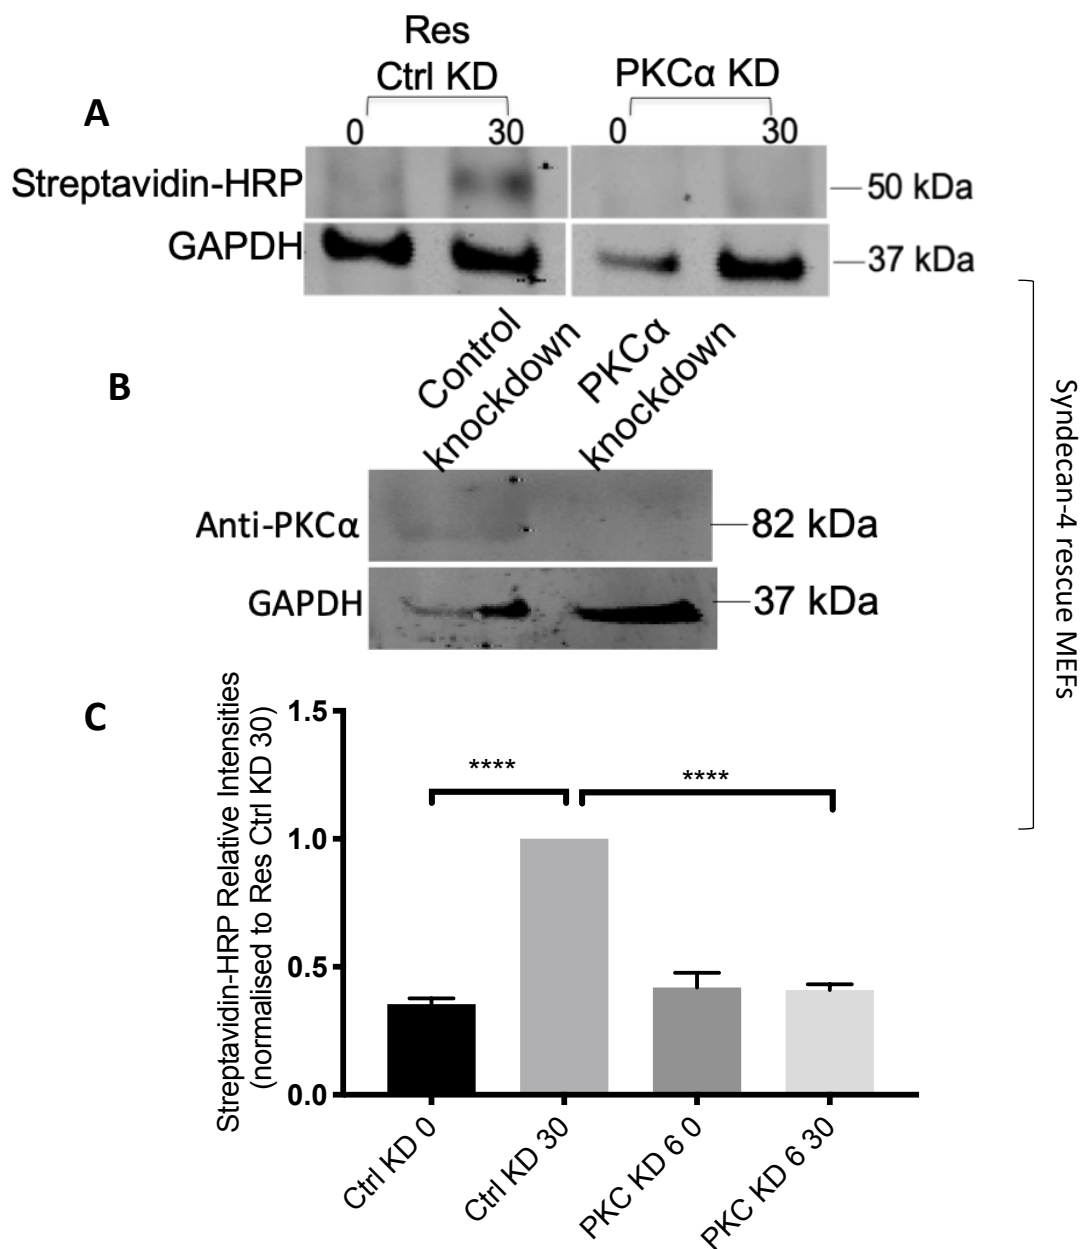 Res
Ctrl KD
PKCα KD
A
0
30
0
30
Streptavidin-HRP
50 kDa
GAPDH
37 kDa
Control
knockdown
PKCα
knockdown
B
Anti-PKCα
82 kDa
GAPDH
37 kDa
Syndecan-4 rescue MEFs
C
Streptavidin-HRP Relative Intensities
(normalised to Res Ctrl KD 30)
1.5
1.0
0.5
0.0
****
****
Ctrl KD 0
Ctrl KD 30
PKC KD 6 0
PKC KD 6 30